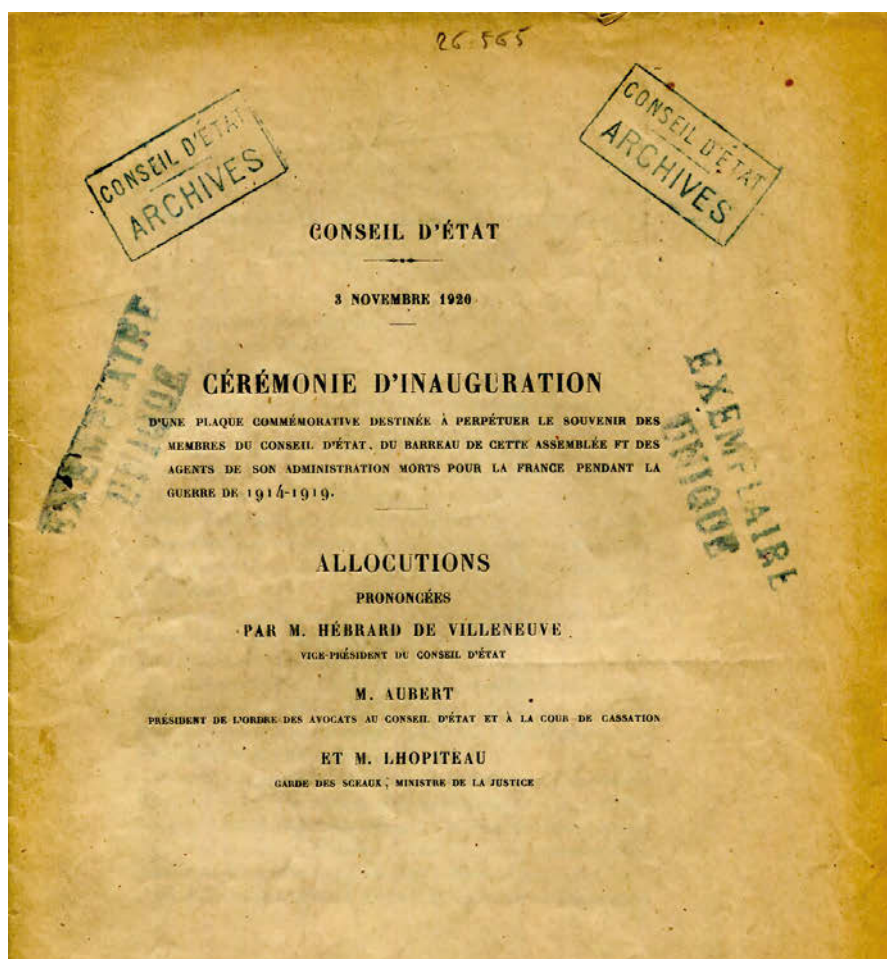 26.565
CONSEIL D'ÉTAT
ARCHIVES
CONSEIL D'ÉTAT
ARCHIVES
CONSEIL D'ÉTAT
3 NOVEMBRE 1920
EXEMPLAIRE
UNIQUE
EXEMPLAIRE
UNIQUE
CÉRÉMONIE D'INAUGURATION
D'UNE PLAQUE COMMÉMORATIVE DESTINÉE À PERPÉTUER LE SOUVENIR DES
MEMBRES DU CONSEIL D'ÉTAT, DU BARREAU DE CETTE ASSEMBLÉE ET DES
AGENTS DE SON ADMINISTRATION MORTS POUR LA FRANCE PENDANT LA
GUERRE DE 1914-1919.
ALLOCUTIONS
PRONONCÉES
PAR M. HÉBRARD DE VILLENEUVE
VICE-PRÉSIDENT DU CONSEIL D'ÉTAT
M. AUBERT
PRÉSIDENT DE L'ORDRE DES AVOCATS AU CONSEIL D'ÉTAT ET À LA COUR DE CASSATION
ET M. LHOPITEAU
GARDE DES SCEAUX, MINISTRE DE LA JUSTICE